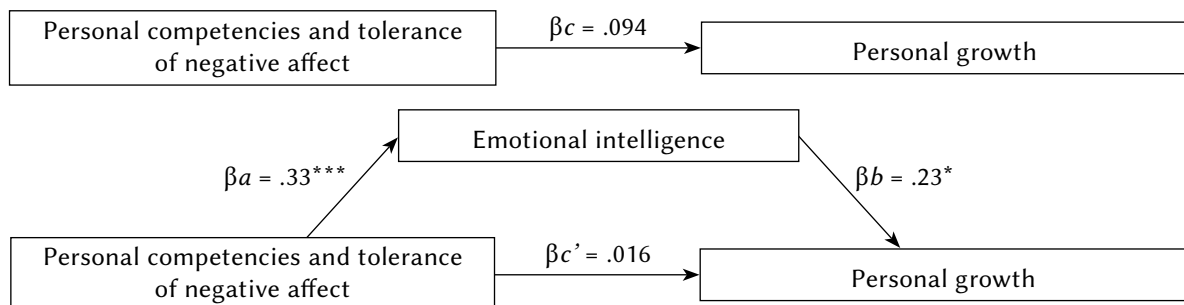 Personal competencies and tolerance
of negative affect
βc = .094
Personal growth
Emotional intelligence
βa = .33***
βb = .23*
Personal competencies and tolerance
of negative affect
βc’ = .016
Personal growth